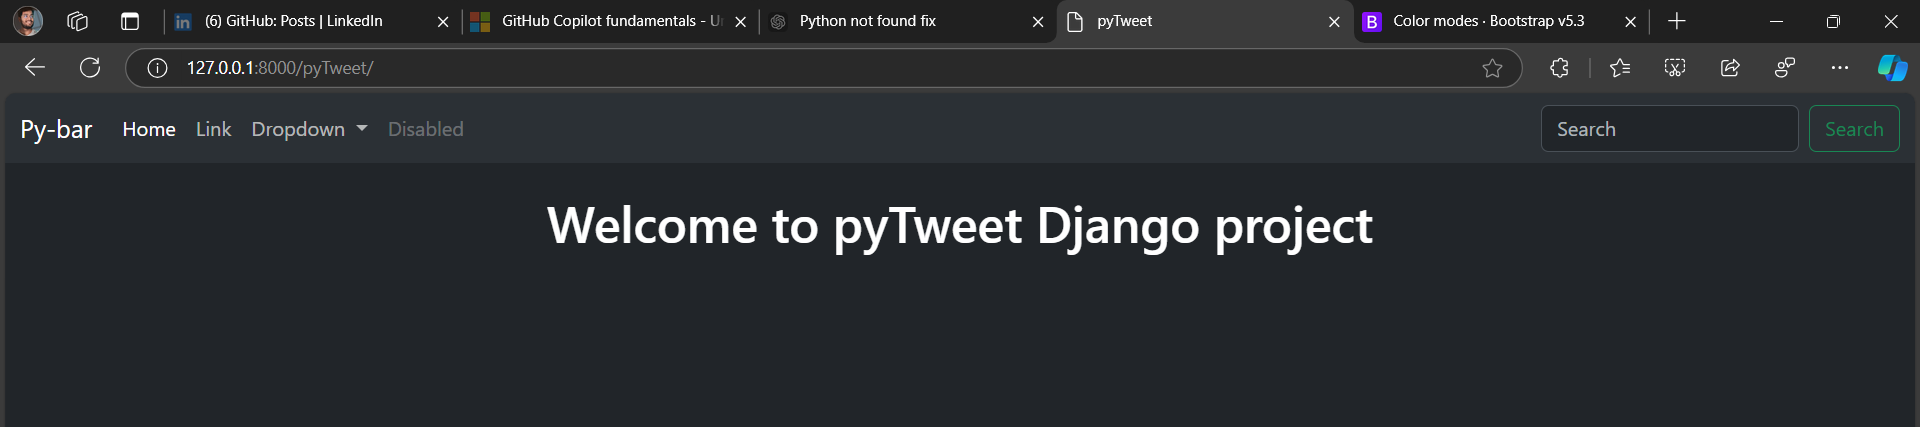 (6) GitHub: Posts | LinkedIn
GitHub Copilot fundamentals - Un
Python not found fix
pyTweet
Color modes · Bootstrap v5.3
127.0.0.1:8000/pyTweet/
Py-bar Home Link Dropdown Disabled Search Search
Welcome to pyTweet Django project